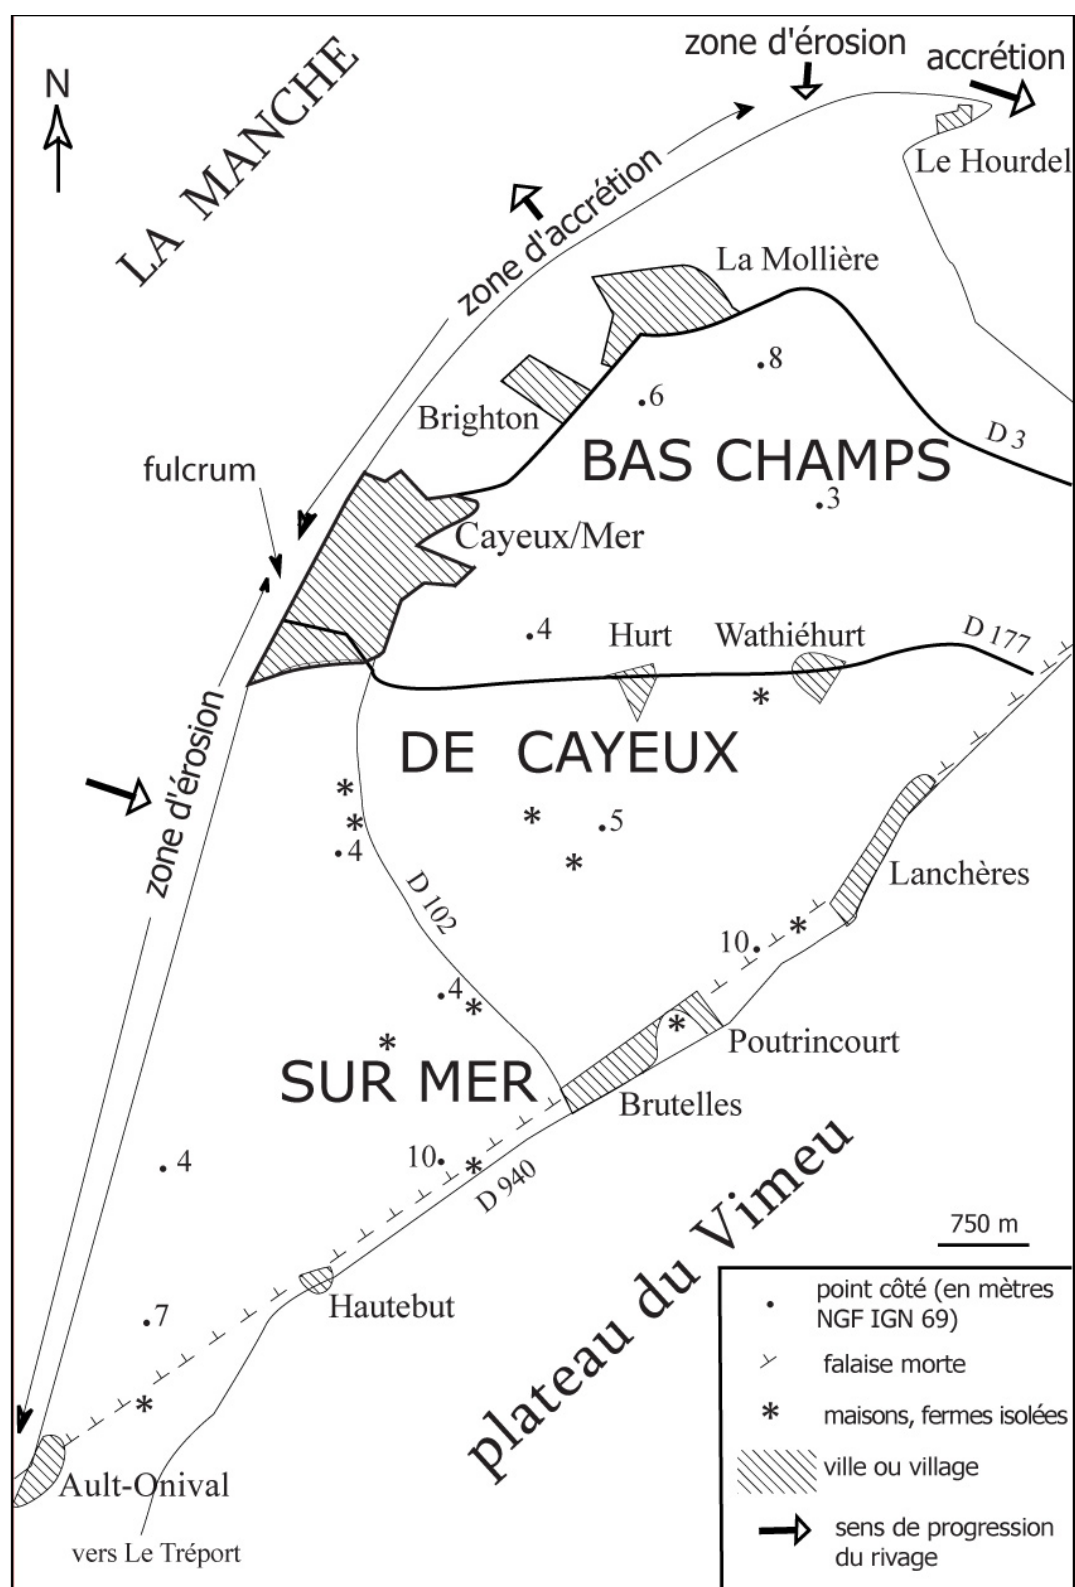 zone d'érosion
accrétion
N
LA MANCHE
Le Hourdel
zone d'accrétion
La Mollière
.8
.6
Brighton
D 3
BAS CHAMPS
fulcrum
.3
Cayeux/Mer
.4
Hurt
Wathiéhurt
D 177
zone d'érosion
DE CAYEUX
* *
* .5
.4
*
Lanchères
D 102
10.
*
.4
*
*
*
Poutrincourt
SUR MER
Brutelles
10.
*
D 940
.4
plateau du Vimeu
750 m
Hautebut
.7
*
Ault-Onival
vers Le Tréport
. point côté (en mètres
NGF IGN 69)
falaise morte
* maisons, fermes isolées
ville ou village
sens de progression
du rivage